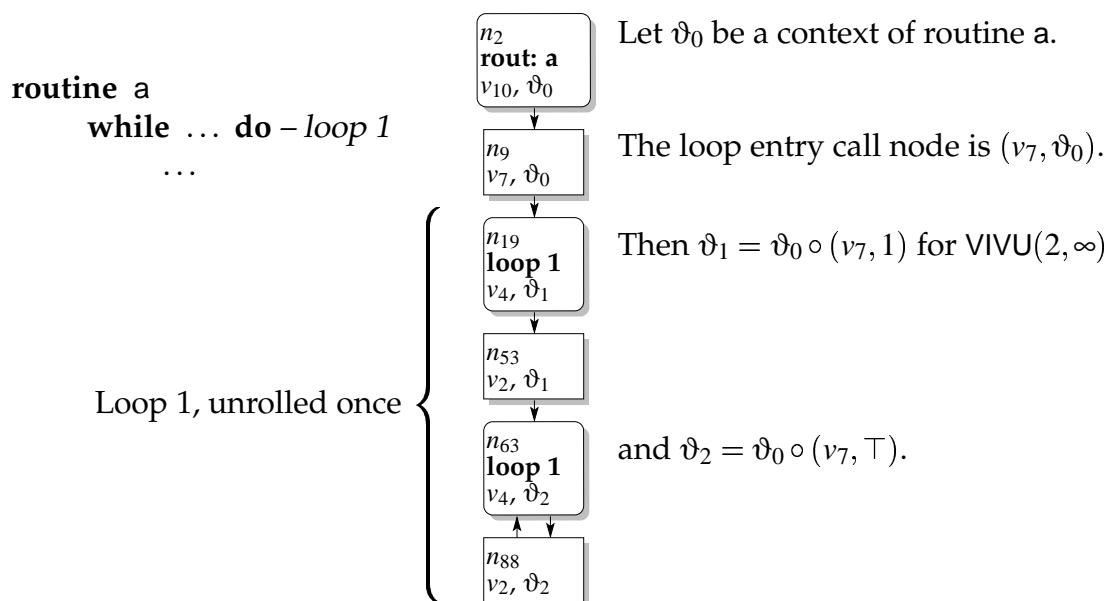 routine a
while … do – loop 1
…
n₂
rout: a
v₁₀, ϑ₀
Let ϑ₀ be a context of routine a.
n₉
v₇, ϑ₀
The loop entry call node is (v₇, ϑ₀).
n₁₉
loop 1
v₄, ϑ₁
Then ϑ₁ = ϑ₀ ∘ (v₇, 1) for VIVU(2, ∞)
n₅₃
v₂, ϑ₁
Loop 1, unrolled once
n₆₃
loop 1
v₄, ϑ₂
and ϑ₂ = ϑ₀ ∘ (v₇, ⊤).
n₈₈
v₂, ϑ₂